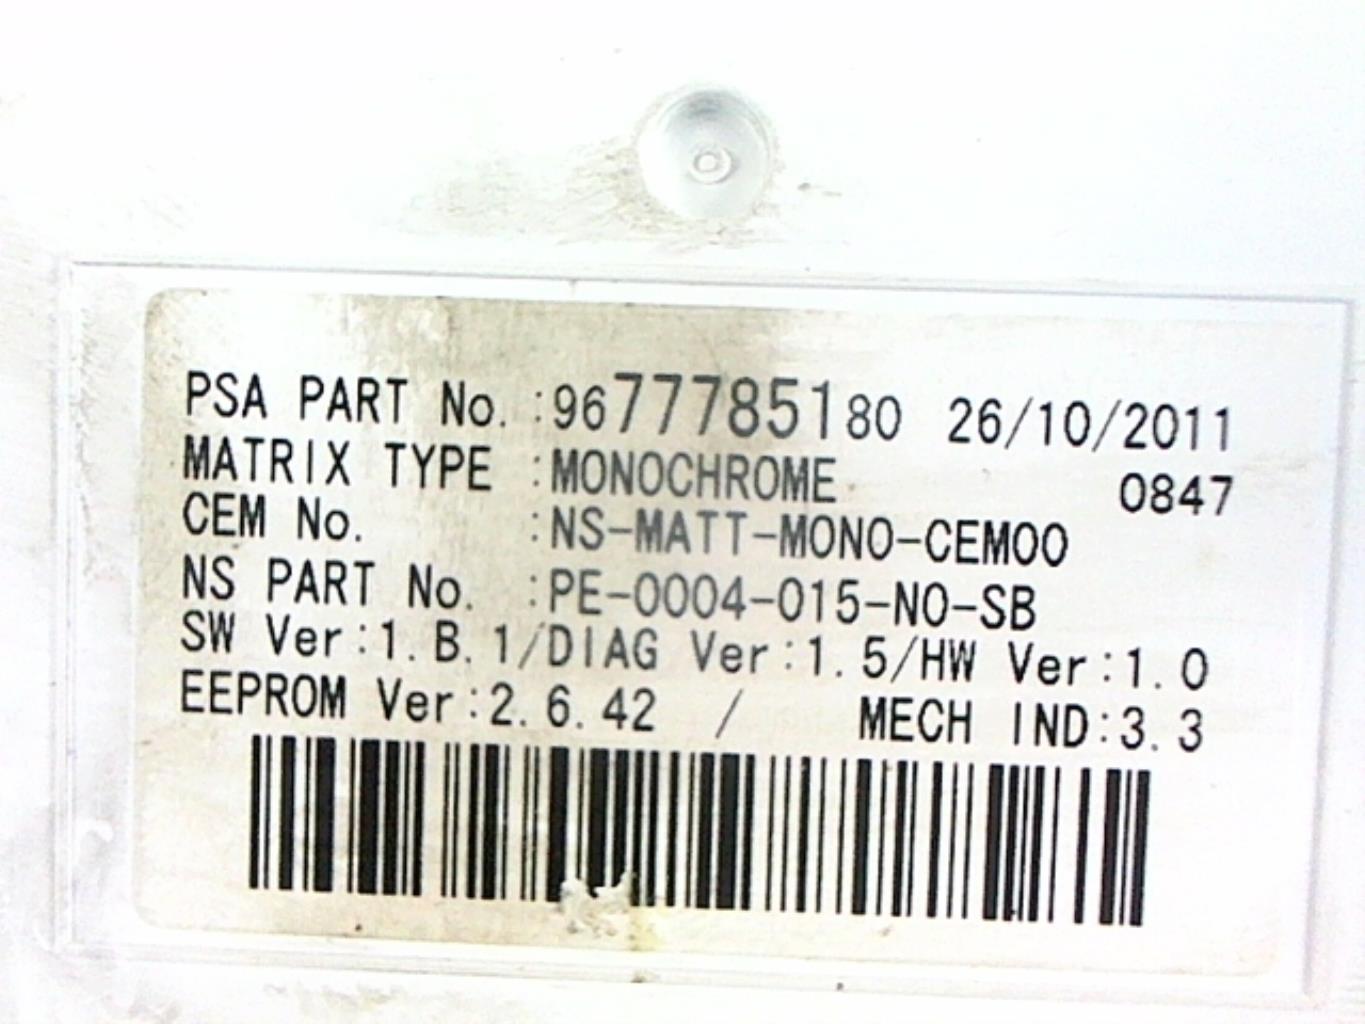 PSA PART No. :9677785180 26/10/2011
MATRIX TYPE :MONOCHROME 0847
CEM No. :NS-MATT-MONO-CEM00
NS PART No. :PE-0004-015-NO-SB
SW Ver:1.B.1/DIAG Ver:1.5/HW Ver:1.0
EEPROM Ver:2.6.42 / MECH IND:3.3